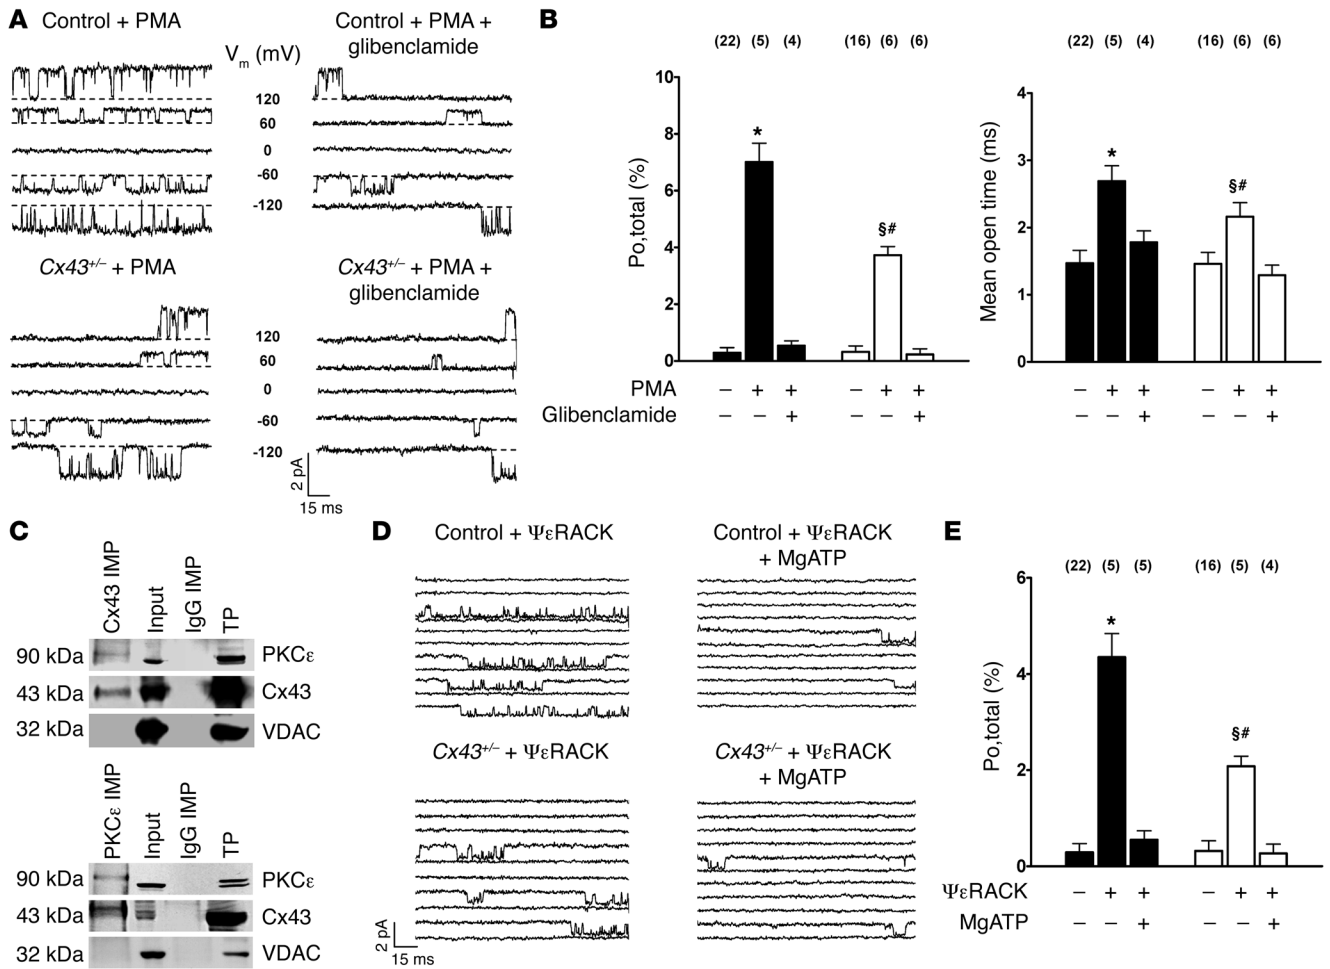 A
Control + PMA
Control + PMA +
glibenclamide
Vm (mV)
120
60
0
-60
-120
Cx43+/– + PMA
Cx43+/– + PMA +
glibenclamide
120
60
0
-60
-120
2 pA
15 ms
B
(22) (5) (4) (16) (6) (6)
Po,total (%)
10
8
6
4
2
0
*
§#
PMA – + + – + +
Glibenclamide – – + – – +
(22) (5) (4) (16) (6) (6)
Mean open time (ms)
4
3
2
1
0
*
§#
– + + – + +
– – + – – +
C
Cx43 IMP
Input
IgG IMP
TP
90 kDa PKCε
43 kDa Cx43
32 kDa VDAC
PKCε IMP
Input
IgG IMP
TP
90 kDa PKCε
43 kDa Cx43
32 kDa VDAC
D
Control + ΨεRACK
Control + ΨεRACK
+ MgATP
Cx43+/– + ΨεRACK
Cx43+/– + ΨεRACK
+ MgATP
2 pA
15 ms
E
(22) (5) (5) (16) (5) (4)
Po,total (%)
6
4
2
0
*
§#
ΨεRACK – + + – + +
MgATP – – + – – +